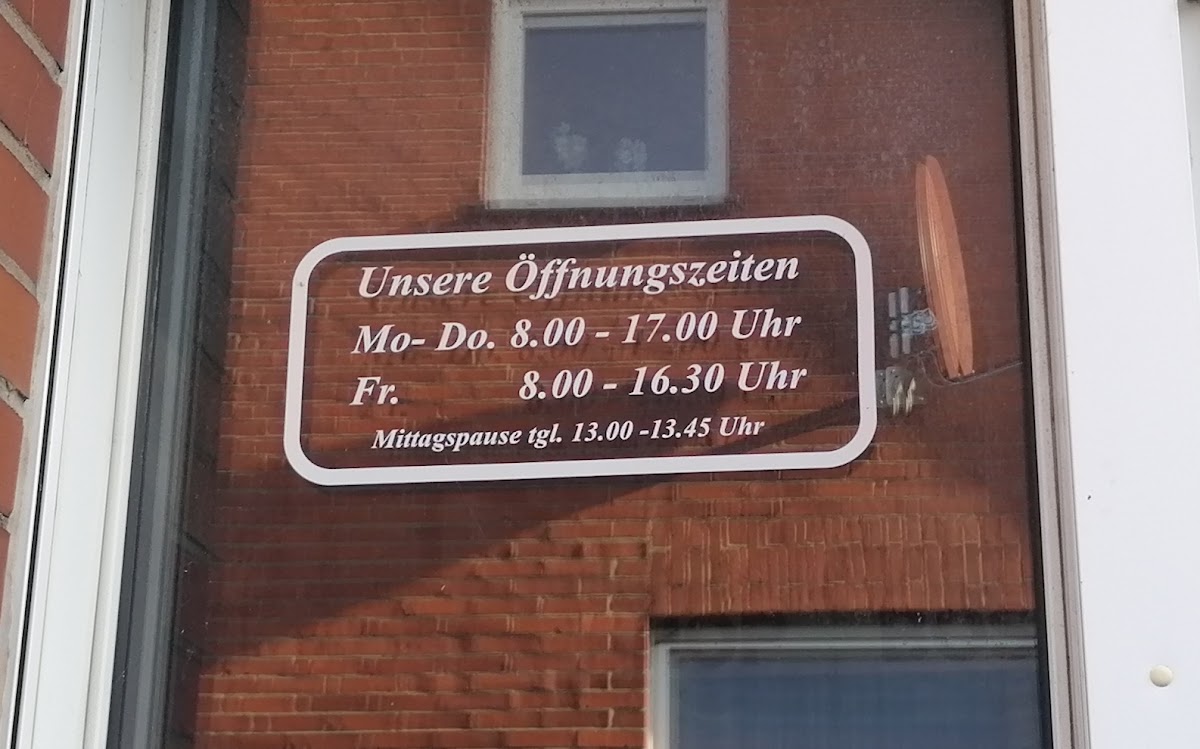 Unsere Öffnungszeiten
Mo- Do. 8.00 - 17.00 Uhr
Fr. 8.00 - 16.30 Uhr
Mittagspause tgl. 13.00 -13.45 Uhr